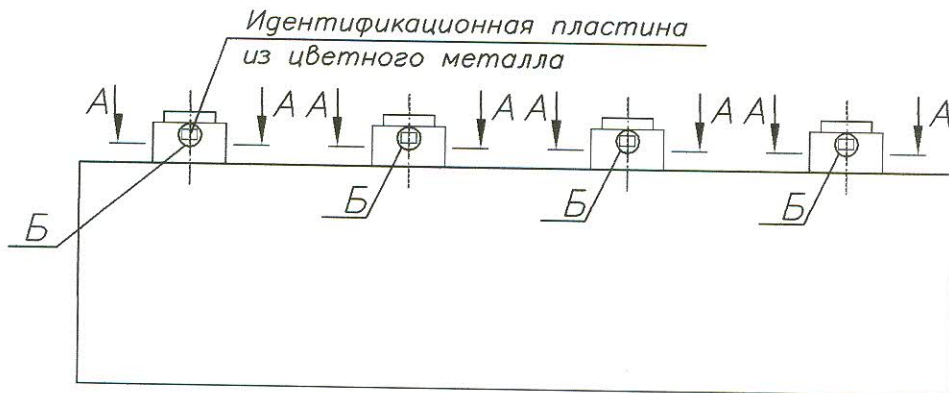 Идентификационная пластина
из цветного металла
А А А А А А А А
Б Б Б Б